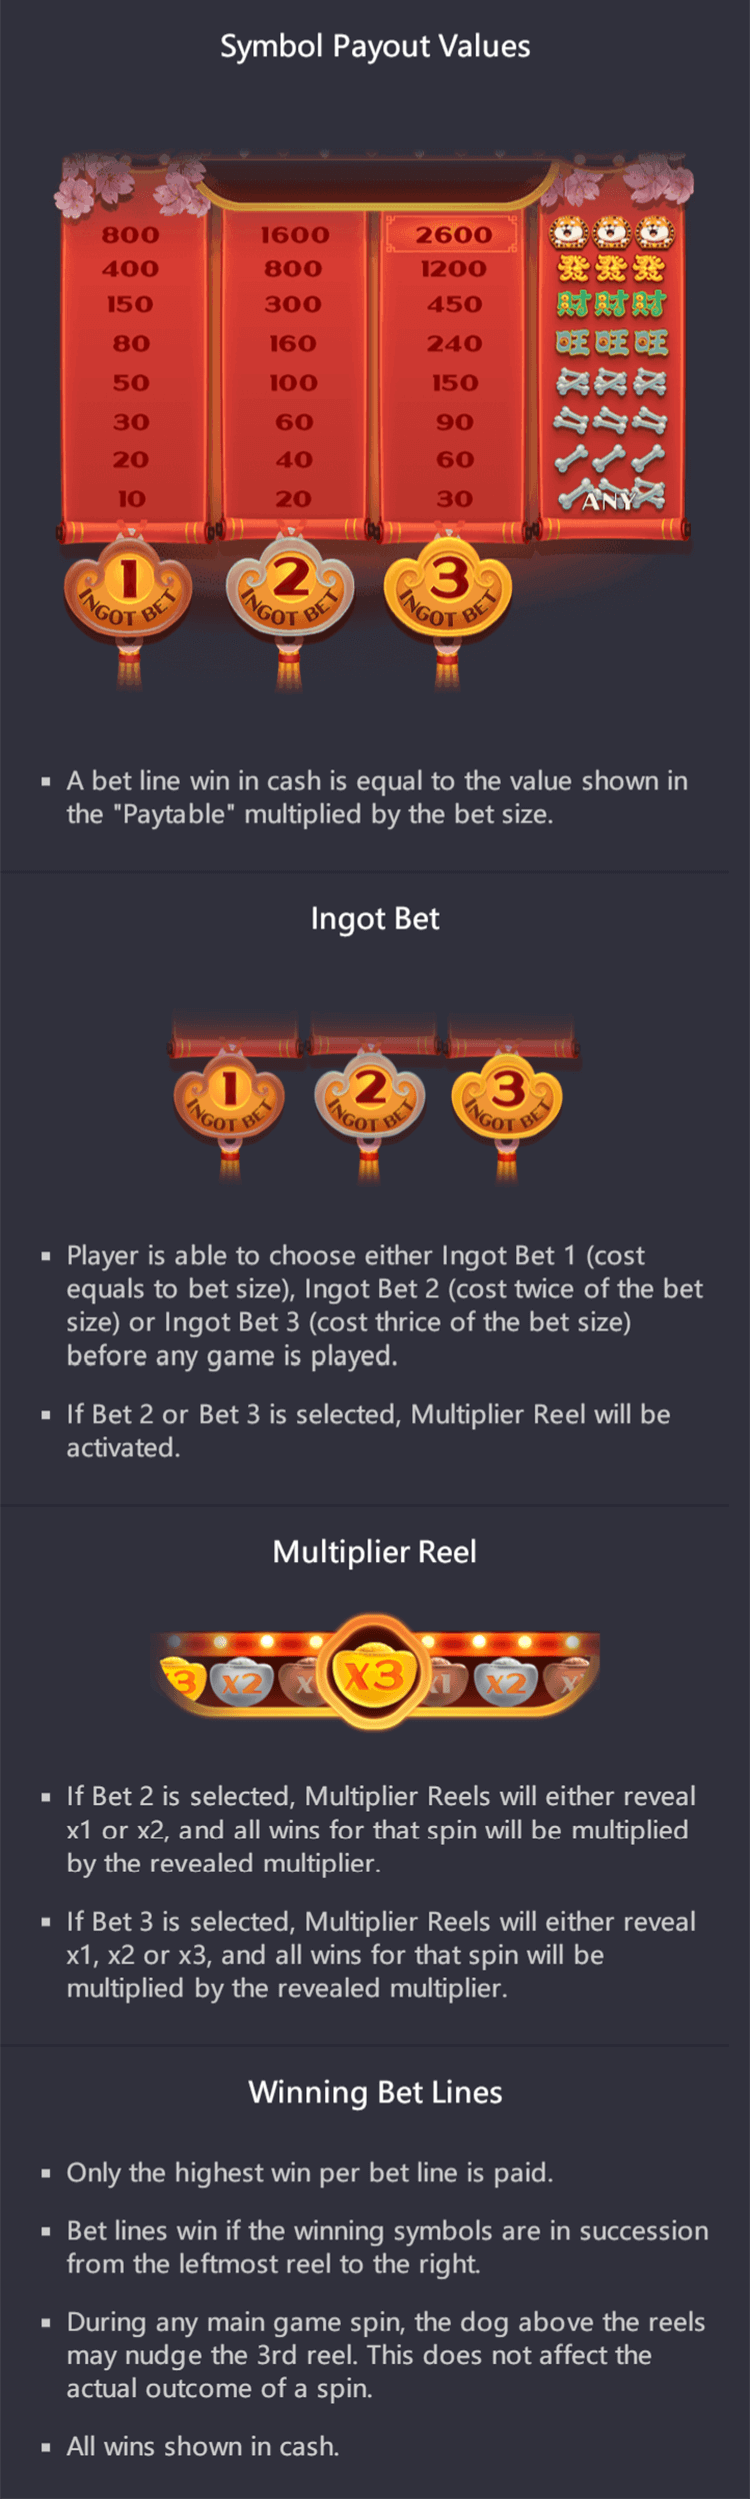 Symbol Payout Values
800 1600 2600
400 800 1200 發 發 發
150 300 450 財 財 財
80 160 240 旺 旺 旺
50 100 150
30 60 90
20 40 60
10 20 30 ANY
1 2 3
INGOT BET INGOT BET INGOT BET
▪ A bet line win in cash is equal to the value shown in
the "Paytable" multiplied by the bet size.
Ingot Bet
1 2 3
INGOT BET INGOT BET INGOT BET
▪ Player is able to choose either Ingot Bet 1 (cost
equals to bet size), Ingot Bet 2 (cost twice of the bet
size) or Ingot Bet 3 (cost thrice of the bet size)
before any game is played.
▪ If Bet 2 or Bet 3 is selected, Multiplier Reel will be
activated.
Multiplier Reel
3 x2 x x3 x1 x2 x
▪ If Bet 2 is selected, Multiplier Reels will either reveal
x1 or x2, and all wins for that spin will be multiplied
by the revealed multiplier.
▪ If Bet 3 is selected, Multiplier Reels will either reveal
x1, x2 or x3, and all wins for that spin will be
multiplied by the revealed multiplier.
Winning Bet Lines
▪ Only the highest win per bet line is paid.
▪ Bet lines win if the winning symbols are in succession
from the leftmost reel to the right.
▪ During any main game spin, the dog above the reels
may nudge the 3rd reel. This does not affect the
actual outcome of a spin.
▪ All wins shown in cash.